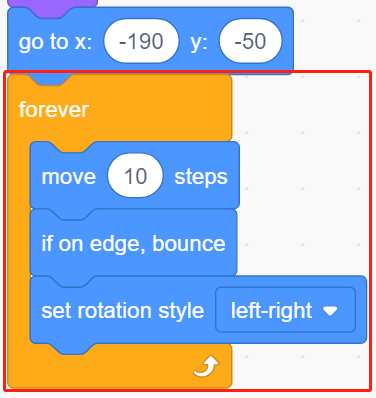 go to x: -190 y: -50
forever
move 10 steps
if on edge, bounce
set rotation style left-right